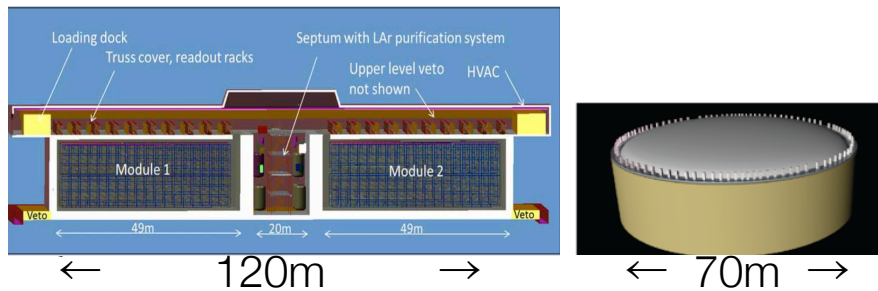 Loading dock
Septum with LAr purification system
Truss cover, readout racks
Upper level veto
not shown
HVAC
Module 1
Module 2
Veto
Veto
49m
20m
49m
← 120m →
← 70m →